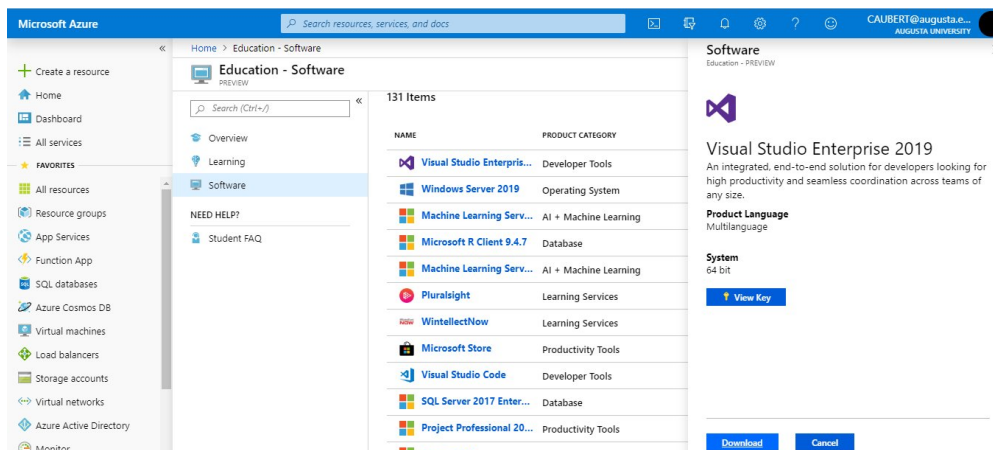 Microsoft Azure
Search resources, services, and docs
CAUBERT@augusta.e...
AUGUSTA UNIVERSITY
Create a resource
Home
Dashboard
All services
FAVORITES
All resources
Resource groups
App Services
Function App
SQL databases
Azure Cosmos DB
Virtual machines
Load balancers
Storage accounts
Virtual networks
Azure Active Directory
Monitor
Home > Education - Software
Education - Software
PREVIEW
Search (Ctrl+/)
Overview
Learning
Software
NEED HELP?
Student FAQ
131 Items
NAME PRODUCT CATEGORY
Visual Studio Enterpris... Developer Tools
Windows Server 2019 Operating System
Machine Learning Serv... AI + Machine Learning
Microsoft R Client 9.4.7 Database
Machine Learning Serv... AI + Machine Learning
Pluralsight Learning Services
WintellectNow Learning Services
Microsoft Store Productivity Tools
Visual Studio Code Developer Tools
SQL Server 2017 Enter... Database
Project Professional 20... Productivity Tools
Software
Education - PREVIEW
Visual Studio Enterprise 2019
An integrated, end-to-end solution for developers looking for
high productivity and seamless coordination across teams of
any size.
Product Language
Multilanguage
System
64 bit
View Key
Download Cancel